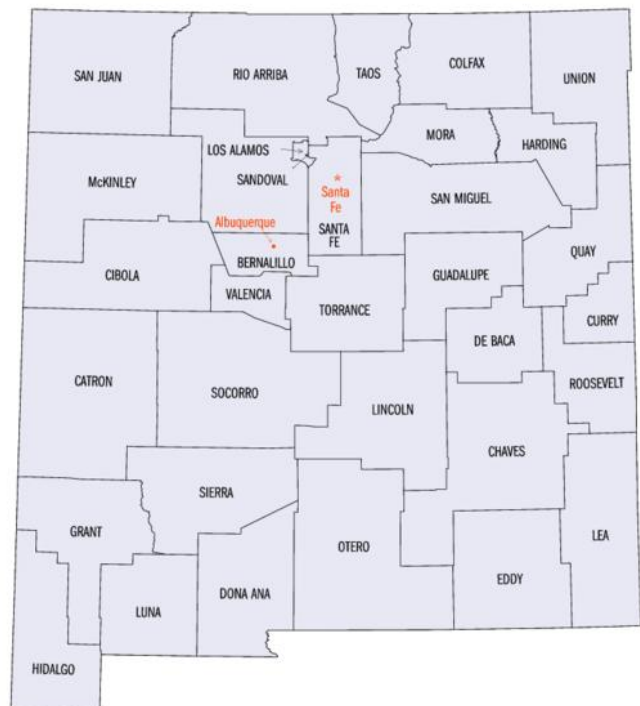 SAN JUAN
RIO ARRIBA
TAOS
COLFAX
UNION
LOS ALAMOS
MORA
HARDING
McKINLEY
SANDOVAL
Santa
Fe
SANTA
FE
SAN MIGUEL
Albuquerque
QUAY
CIBOLA
BERNALILLO
GUADALUPE
VALENCIA
TORRANCE
CURRY
DE BACA
CATRON
SOCORRO
LINCOLN
ROOSEVELT
CHAVES
SIERRA
GRANT
OTERO
LEA
EDDY
LUNA
DONA ANA
HIDALGO